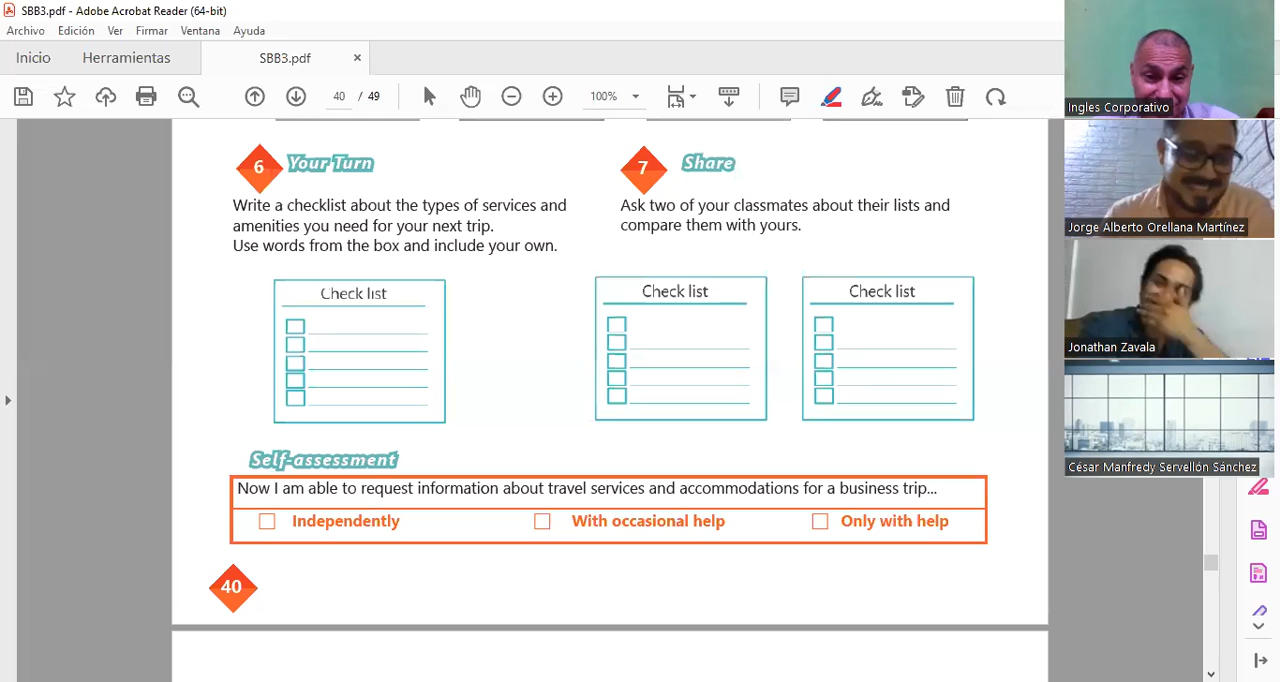 SBB3.pdf - Adobe Acrobat Reader (64-bit)
Archivo Edición Ver Firmar Ventana Ayuda
Inicio Herramientas SBB3.pdf ×
40 / 49 100%
6 Your Turn
Write a checklist about the types of services and
amenities you need for your next trip.
Use words from the box and include your own.
Check list
7 Share
Ask two of your classmates about their lists and
compare them with yours.
Check list Check list
Self-assessment
Now I am able to request information about travel services and accommodations for a business trip...
Independently With occasional help Only with help
40
Ingles Corporativo
Jorge Alberto Orellana Martínez
Jonathan Zavala
César Manfredy Servellón Sánchez